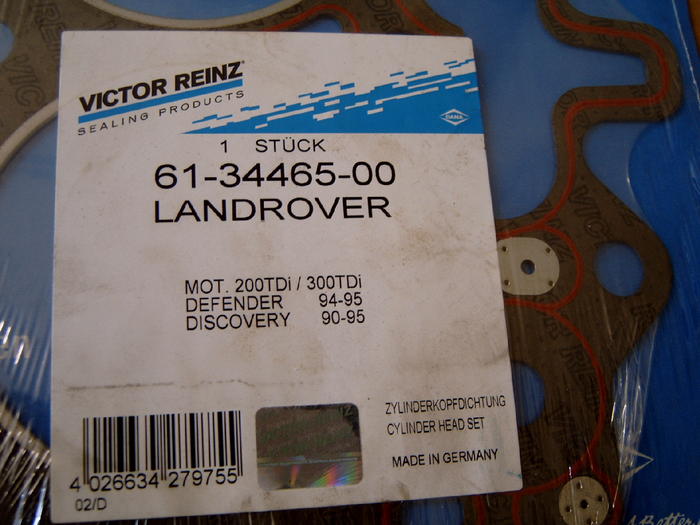 VICTOR REINZ
SEALING PRODUCTS
DANA
1 STÜCK
61-34465-00
LANDROVER
MOT. 200TDi / 300TDi
DEFENDER 94-95
DISCOVERY 90-95
ZYLINDERKOPFDICHTUNG
CYLINDER HEAD SET
MADE IN GERMANY
4 026634 279755
02/D